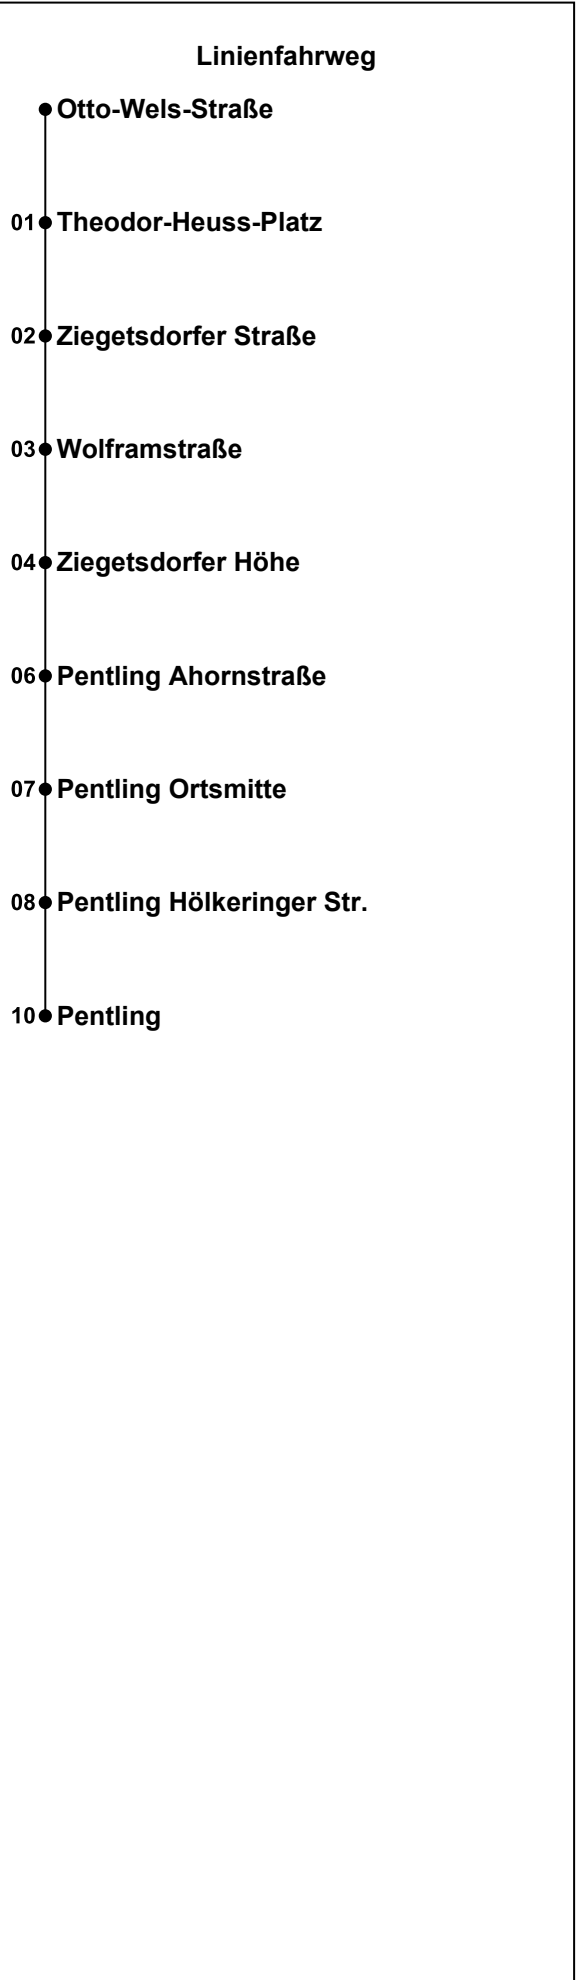 Linienfahrweg
Otto-Wels-Straße
01 Theodor-Heuss-Platz
02 Ziegetsdorfer Straße
03 Wolframstraße
04 Ziegetsdorfer Höhe
06 Pentling Ahornstraße
07 Pentling Ortsmitte
08 Pentling Hölkeringer Str.
10 Pentling